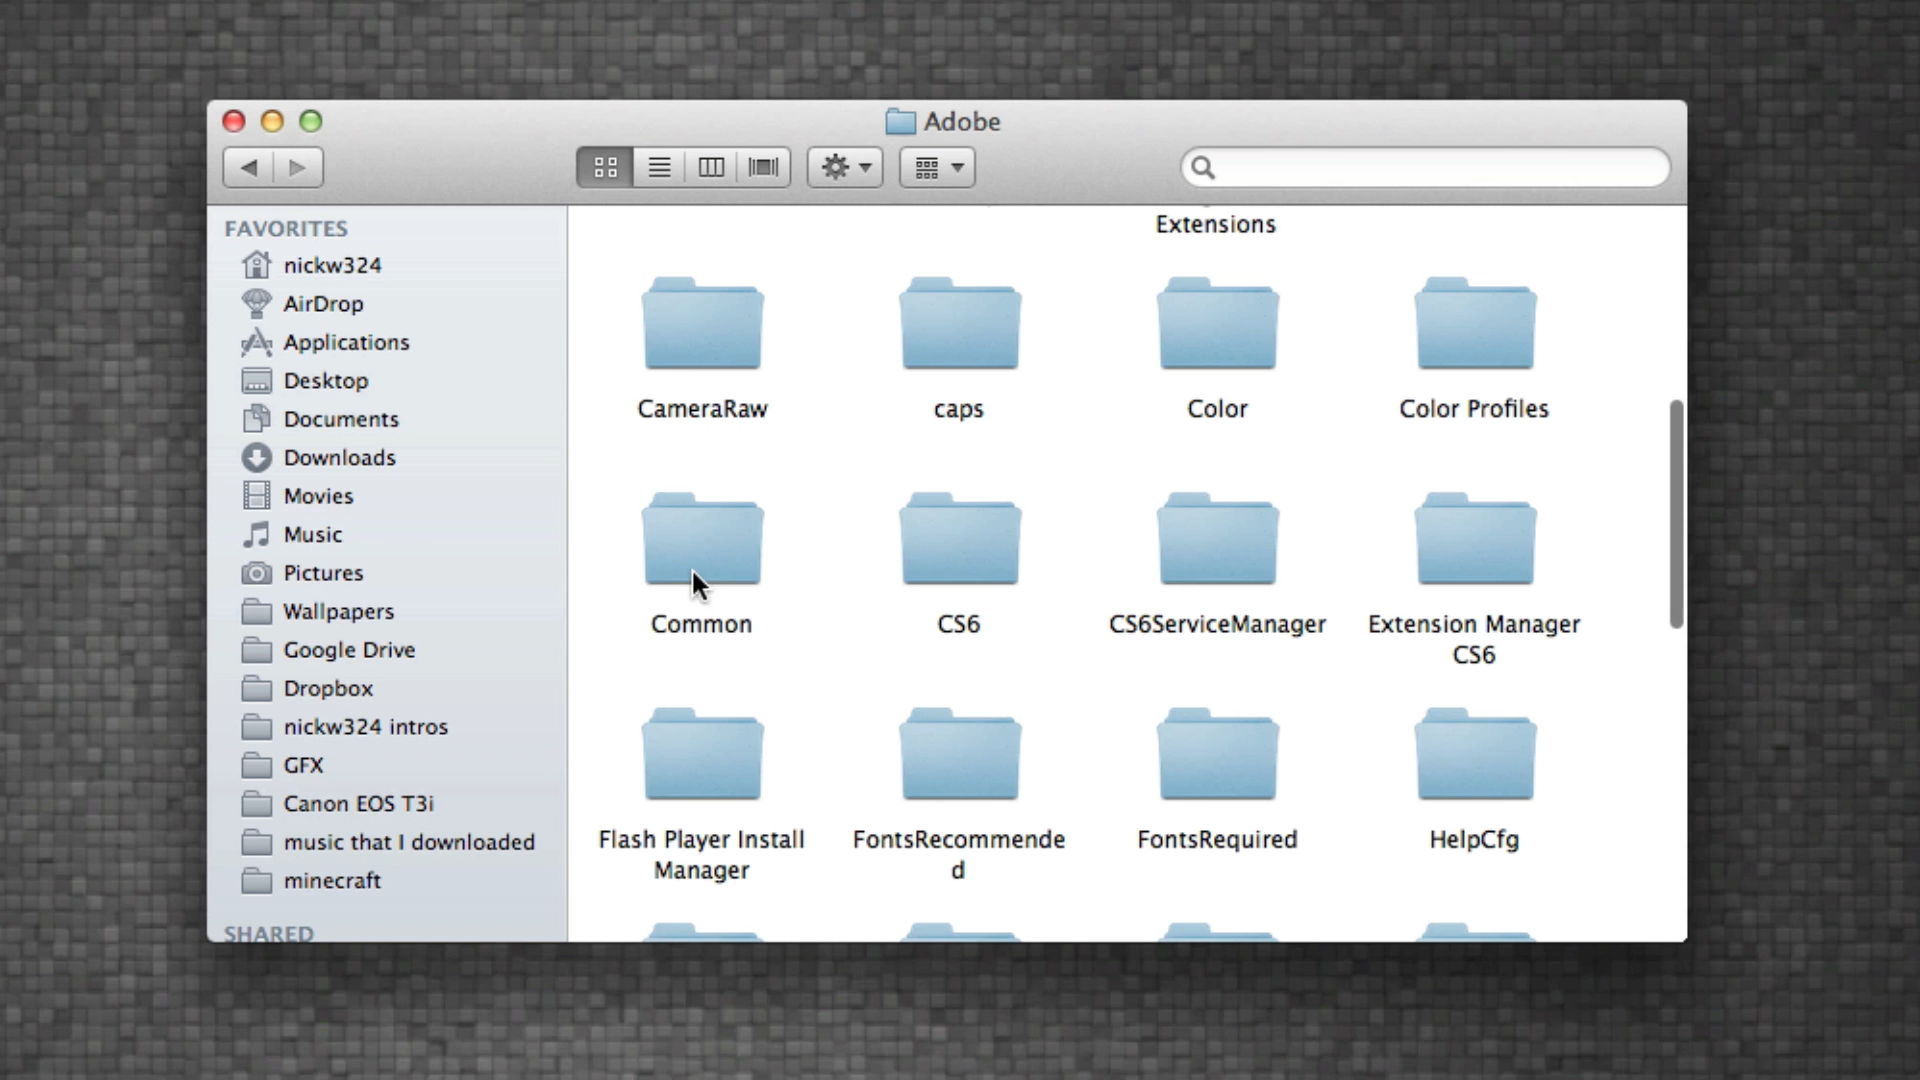 Adobe
FAVORITES
nickw324
AirDrop
Applications
Desktop
Documents
Downloads
Movies
Music
Pictures
Wallpapers
Google Drive
Dropbox
nickw324 intros
GFX
Canon EOS T3i
music that I downloaded
minecraft
SHARED
Extensions
CameraRaw
caps
Color
Color Profiles
Common
CS6
CS6ServiceManager
Extension Manager
CS6
Flash Player Install
Manager
FontsRecommende
d
FontsRequired
HelpCfg